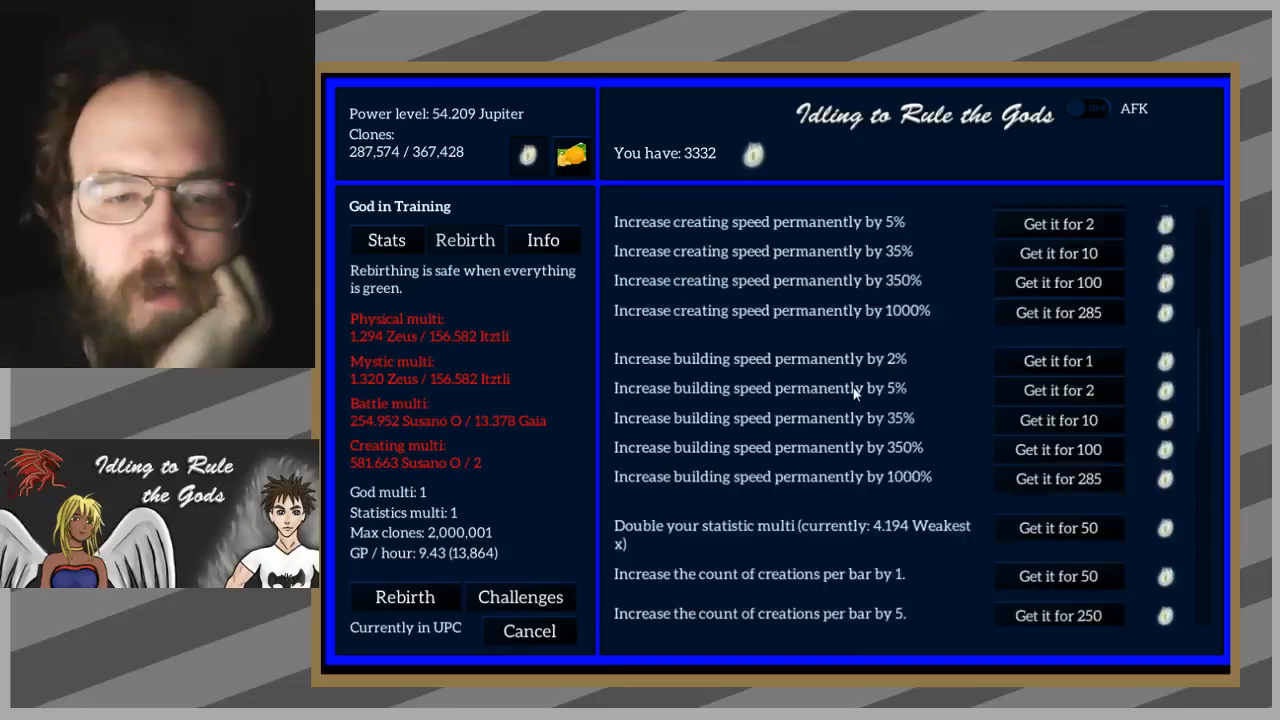 Power level: 54.209 Jupiter
Clones:
287,574 / 367,428
Idling to Rule the Gods
OFF
AFK
You have: 3332
God in Training
Stats
Rebirth
Info
Rebirthing is safe when everything
is green.
Physical multi:
1.294 Zeus / 156.582 Itztli
Mystic multi:
1.320 Zeus / 156.582 Itztli
Battle multi:
254.952 Susano O / 13.378 Gaia
Creating multi:
581.663 Susano O / 2
God multi: 1
Statistics multi: 1
Max clones: 2,000,001
GP / hour: 9.43 (13,864)
Rebirth
Challenges
Currently in UPC
Cancel
Increase creating speed permanently by 5%
Get it for 2
Increase creating speed permanently by 35%
Get it for 10
Increase creating speed permanently by 350%
Get it for 100
Increase creating speed permanently by 1000%
Get it for 285
Increase building speed permanently by 2%
Get it for 1
Increase building speed permanently by 5%
Get it for 2
Increase building speed permanently by 35%
Get it for 10
Increase building speed permanently by 350%
Get it for 100
Increase building speed permanently by 1000%
Get it for 285
Double your statistic multi (currently: 4.194 Weakest
x)
Get it for 50
Increase the count of creations per bar by 1.
Get it for 50
Increase the count of creations per bar by 5.
Get it for 250
Idling to Rule
the Gods